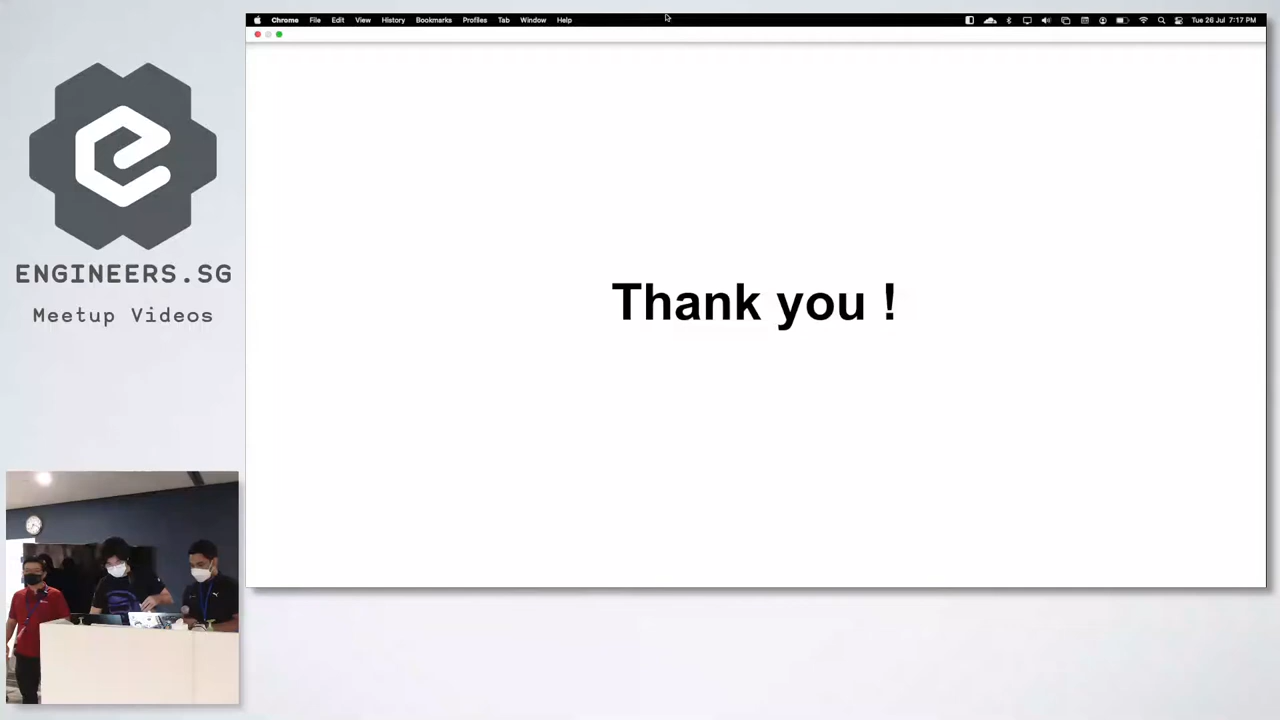 Chrome File Edit View History Bookmarks Profiles Tab Window Help Tue 26 Jul 7:17 PM
ENGINEERS.SG
Meetup Videos
Thank you !